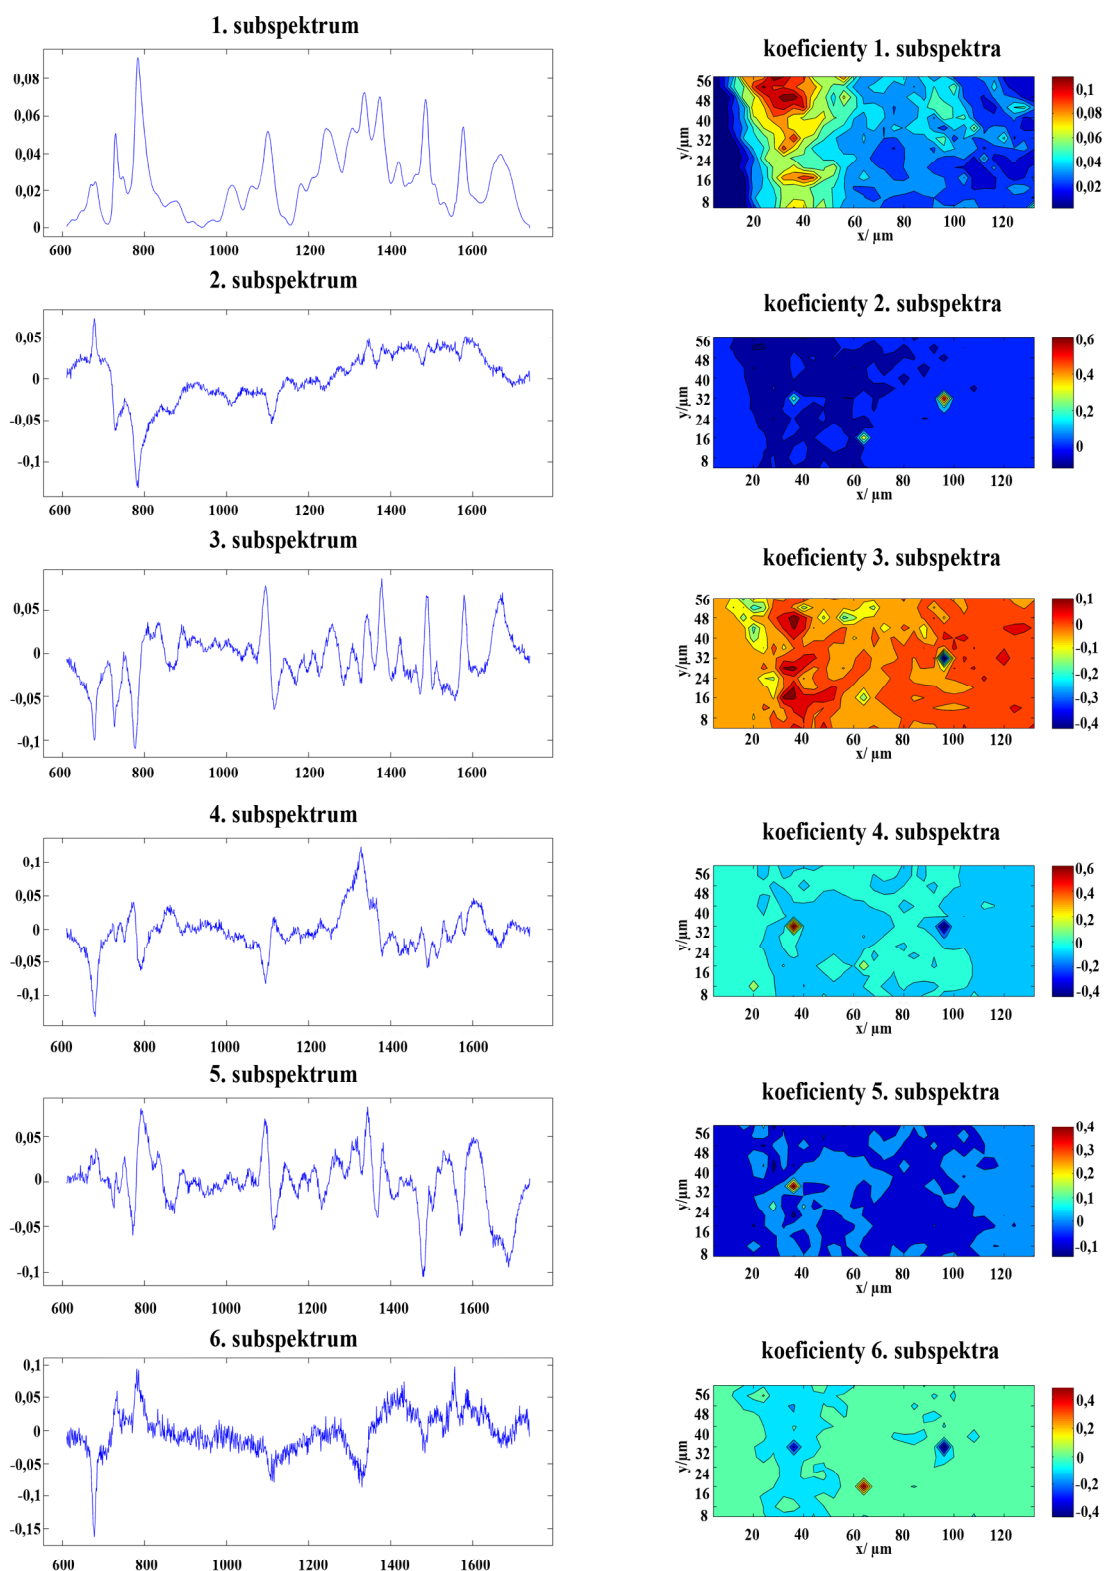 1. subspektrum
0,08
0,06
0,04
0,02
0
600 800 1000 1200 1400 1600
koeficienty 1. subspektra
y/µm
56
48
40
32
24
16
8
20 40 60 80 100 120
x/ µm
0,1
0,08
0,06
0,04
0,02
2. subspektrum
0,05
0
-0,05
-0,1
600 800 1000 1200 1400 1600
koeficienty 2. subspektra
y/µm
56
48
40
32
24
16
8
20 40 60 80 100 120
x/ µm
0,6
0,4
0,2
0
3. subspektrum
0,05
0
-0,05
-0,1
600 800 1000 1200 1400 1600
koeficienty 3. subspektra
y/µm
56
48
40
32
24
16
8
20 40 60 80 100 120
x/ µm
0,1
0
-0,1
-0,2
-0,3
-0,4
4. subspektrum
0,1
0,05
0
-0,05
-0,1
600 800 1000 1200 1400 1600
koeficienty 4. subspektra
y/µm
56
48
40
32
24
16
8
20 40 60 80 100 120
x/ µm
0,6
0,4
0,2
0
-0,2
-0,4
5. subspektrum
0,05
0
-0,05
-0,1
600 800 1000 1200 1400 1600
koeficienty 5. subspektra
y/µm
56
48
40
32
24
16
8
20 40 60 80 100 120
x/ µm
0,4
0,3
0,2
0,1
0
-0,1
6. subspektrum
0,1
0,05
0
-0,05
-0,1
-0,15
600 800 1000 1200 1400 1600
koeficienty 6. subspektra
y/µm
56
48
40
32
24
16
8
20 40 60 80 100 120
x/ µm
0,4
0,2
0
-0,2
-0,4